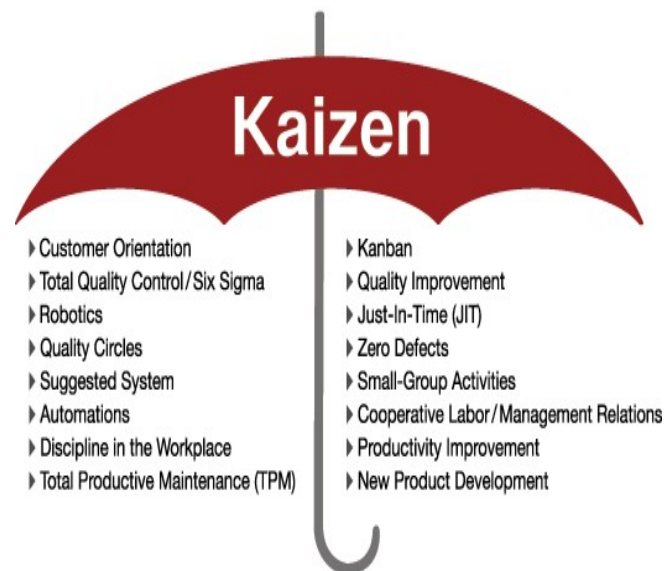 Kaizen
Customer Orientation
Total Quality Control/Six Sigma
Robotics
Quality Circles
Suggested System
Automations
Discipline in the Workplace
Total Productive Maintenance (TPM)
Kanban
Quality Improvement
Just-In-Time (JIT)
Zero Defects
Small-Group Activities
Cooperative Labor/Management Relations
Productivity Improvement
New Product Development